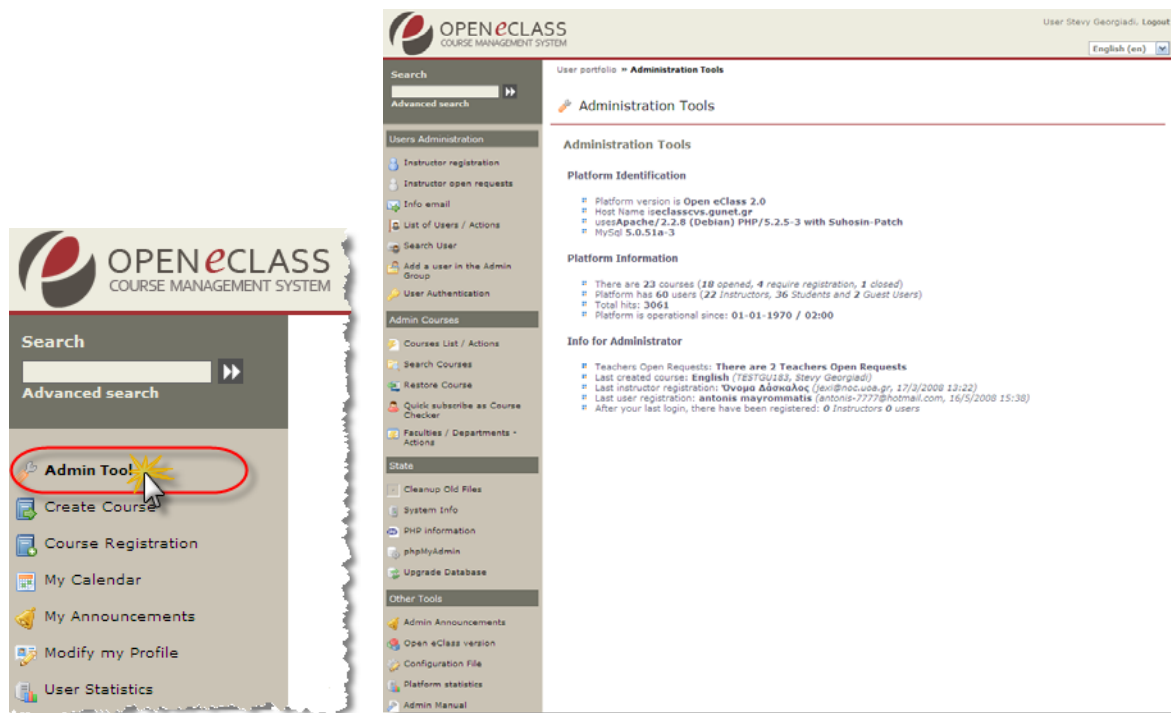 OPEN eCLASS
COURSE MANAGEMENT SYSTEM
Search
Advanced search
Admin Tool
Create Course
Course Registration
My Calendar
My Announcements
Modify my Profile
User Statistics
OPEN eCLASS
COURSE MANAGEMENT SYSTEM
User Stevy Georgiadi. Logout
English (en)
Search
Advanced search
Users Administration
Instructor registration
Instructor open requests
Info email
List of Users / Actions
Search User
Add a user in the Admin
Group
User Authentication
Admin Courses
Courses List / Actions
Search Courses
Restore Course
Quick subscribe as Course
Checker
Faculties / Departments -
Actions
State
Cleanup Old Files
System Info
PHP information
phpMyAdmin
Upgrade Database
Other Tools
Admin Announcements
Open eClass version
Configuration File
Platform statistics
Admin Manual
User portfolio » Administration Tools
Administration Tools
Administration Tools
Platform Identification
Platform version is Open eClass 2.0
Host Name iseclasscvs.gunet.gr
usesApache/2.2.8 (Debian) PHP/5.2.5-3 with Suhosin-Patch
MySql 5.0.51a-3
Platform Information
There are 23 courses (18 opened, 4 require registration, 1 closed)
Platform has 60 users (22 Instructors, 36 Students and 2 Guest Users)
Total hits: 3061
Platform is operational since: 01-01-1970 / 02:00
Info for Administrator
Teachers Open Requests: There are 2 Teachers Open Requests
Last created course: English (TESTGU183, Stevy Georgiadi)
Last instructor registration: Όνομα Δάσκαλος (jexi@noc.uoa.gr, 17/3/2008 13:22)
Last user registration: antonis mayrommatis (antonis-7777@hotmail.com, 16/5/2008 15:38)
After your last login, there have been registered: 0 Instructors 0 users